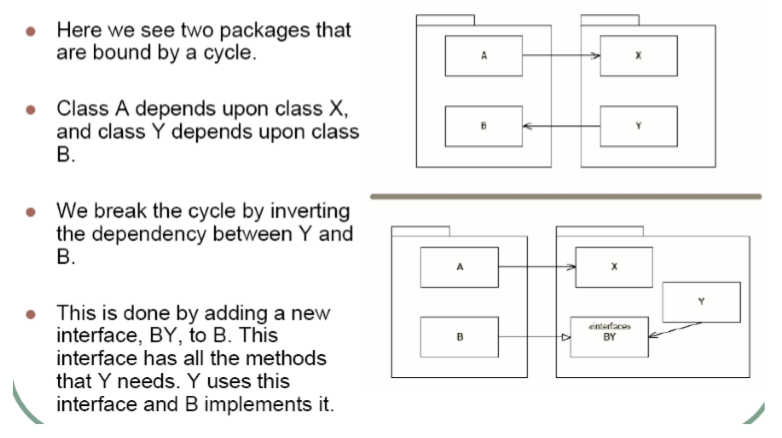 Here we see two packages that
are bound by a cycle.
Class A depends upon class X,
and class Y depends upon class
B.
We break the cycle by inverting
the dependency between Y and
B.
This is done by adding a new
interface, BY, to B. This
interface has all the methods
that Y needs. Y uses this
interface and B implements it.
A
X
B
Y
A
X
Y
B
«interface»
BY